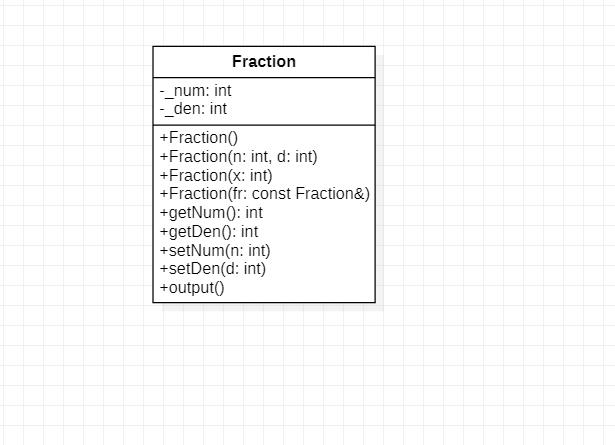 Fraction
-_num: int
-_den: int
+Fraction()
+Fraction(n: int, d: int)
+Fraction(x: int)
+Fraction(fr: const Fraction&)
+getNum(): int
+getDen(): int
+setNum(n: int)
+setDen(d: int)
+output()